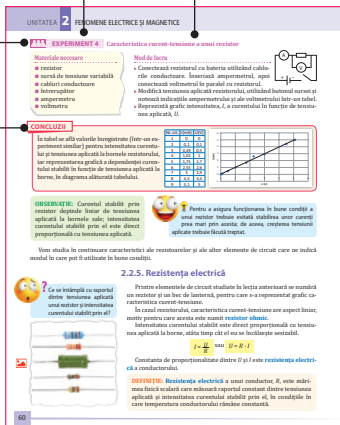 UNITATEA 2 FENOMENE ELECTRICE ȘI MAGNETICE
EXPERIMENT 4 Caracteristica curent-tensiune a unui rezistor
Materiale necesare
rezistor
sursă de tensiune variabilă
cabluri conductoare
întrerupător
ampermetru
voltmetru
Mod de lucru
Conectează rezistorul cu bateria utilizând cablu-
rile conductoare. Înseriază ampermetrul, apoi
conectează voltmetrul în paralel cu rezistorul.
Modifică tensiunea aplicată rezistorului, utilizând butonul sursei și
notează indicațiile ampermetrului și ale voltmetrului într-un tabel.
Reprezintă grafic intensitatea, I, a curentului în funcție de tensiu-
nea aplicată, U.
CONCLUZII
În tabel se află valorile înregistrate (într-un ex-
periment similar) pentru intensitatea curentu-
lui și tensiunea aplicată la bornele rezistorului,
iar reprezentarea grafică a dependenței curen-
tului stabilit în funcție de tensiunea aplicată la
borne, în diagrama alăturată tabelului.
OBSERVAȚIE: Curentul stabilit prin
rezistor depinde liniar de tensiunea
aplicată la bornele sale; intensitatea
curentului stabilit prin el este direct
proporțională cu tensiunea aplicată.
Pentru a asigura funcționarea în bune condiții a
unui rezistor trebuie evitată stabilirea unor curenți
prea mari prin acesta; de aceea, creșterea tensiunii
aplicate trebuie făcută treptat.
Vom studia în continuare caracteristici ale rezistoarelor și ale altor elemente de circuit care ne indică
modul în care pot fi utilizate în bune condiții.
2.2.5. Rezistența electrică
Ce se întâmplă cu raportul
dintre tensiunea aplicată
unui rezistor și intensitatea
curentului stabilit prin el?
Printre elementele de circuit studiate în lecția anterioară se numără
un rezistor și un bec de lanternă, pentru care s-a reprezentat grafic ca-
racteristica curent-tensiune.
În cazul rezistorului, caracteristica curent-tensiune are aspect liniar,
motiv pentru care acesta este numit rezistor ohmic.
Intensitatea curentului stabilit este direct proporțională cu tensiu-
nea aplicată la borne, atâta timp cât el nu se încălzește sesizabil.
I = U/R sau U = R · I
Constanta de proporționalitate dintre U și I este rezistența electri-
că a conductorului.
DEFINIȚIE: Rezistența electrică a unui conductor, R, este mări-
mea fizică scalară care măsoară raportul constant dintre tensiunea
aplicată și intensitatea curentului stabilit prin el, în condițiile în
care temperatura conductorului rămâne constantă.
60